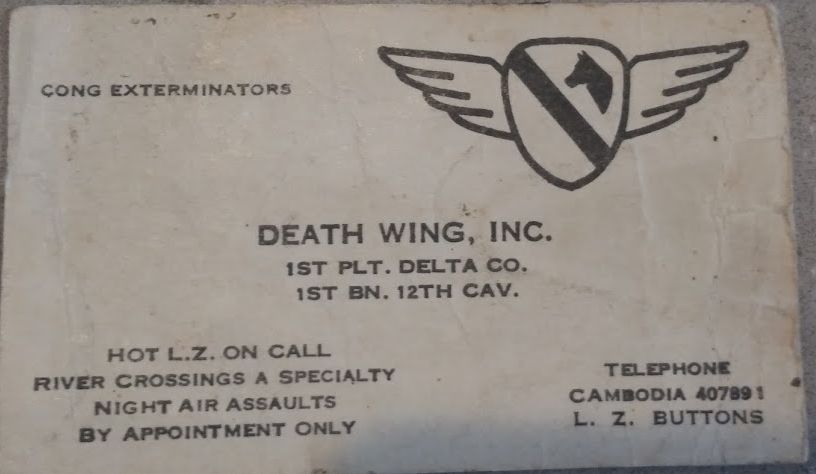 CONG EXTERMINATORS
DEATH WING, INC.
1ST PLT. DELTA CO.
1ST BN. 12TH CAV.
HOT L.Z. ON CALL
RIVER CROSSINGS A SPECIALTY
NIGHT AIR ASSAULTS
BY APPOINTMENT ONLY
TELEPHONE
CAMBODIA 407891
L. Z. BUTTONS